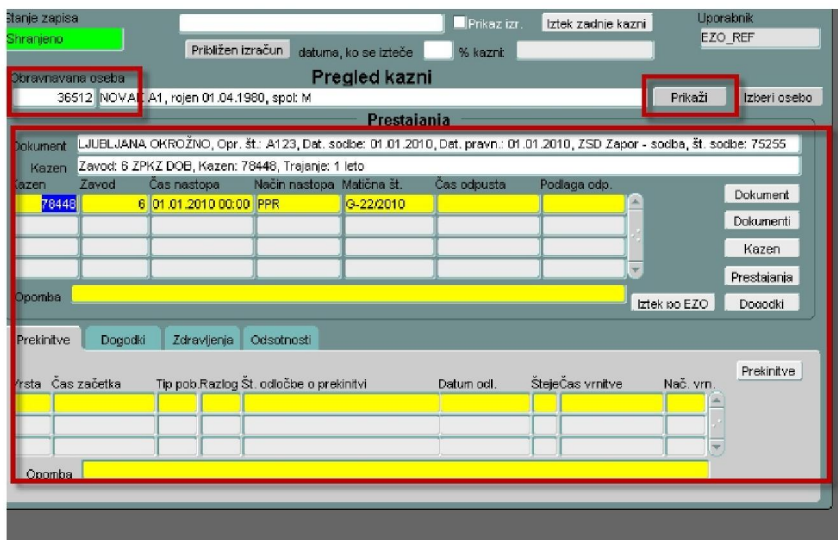 Stanje zapisa Prikaz izr. Iztek zadnje kazni Uporabnik
Shranjeno EZO_REF
Približen izračun datuma, ko se izteče % kazni:
Obravnavana oseba Pregled kazni
36512 NOVAK A1, rojen 01.04.1980, spol: M Prikaži Izberi osebo
Prestajanja
Dokument LJUBLJANA OKROŽNO, Opr. št.: A123, Dat. sodbe: 01.01.2010, Dat. pravn.: 01.01.2010, ZSD Zapor - sodba, št. sodbe: 75255
Kazen Zavod: 6 ZPKZ DOB, Kazen: 78448, Trajanje: 1 leto
Kazen Zavod Čas nastopa Način nastopa Matična št. Čas odpusta Podlaga odp. Dokument
78448 6 01.01.2010 00:00 PPR G-22/2010
Dokumenti
Kazen
Prestajanja
Opomba Iztek po EZO Dogodki
Prekinitve Dogodki Zdravljenja Odsotnosti
Prekinitve
Vrsta Čas začetka Tip pob. Razlog Št. odločbe o prekinitvi Datum odl. Šteje Čas vrnitve Nač. vrn.
Opomba